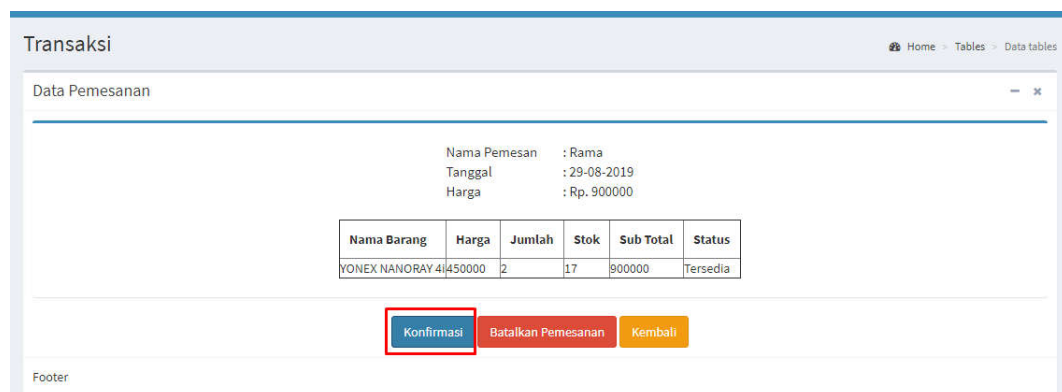 Transaksi
Home > Tables > Data tables
Data Pemesanan
Nama Pemesan : Rama
Tanggal : 29-08-2019
Harga : Rp. 900000
Nama Barang Harga Jumlah Stok Sub Total Status
YONEX NANORAY 4i 450000 2 17 900000 Tersedia
Konfirmasi Batalkan Pemesanan Kembali
Footer